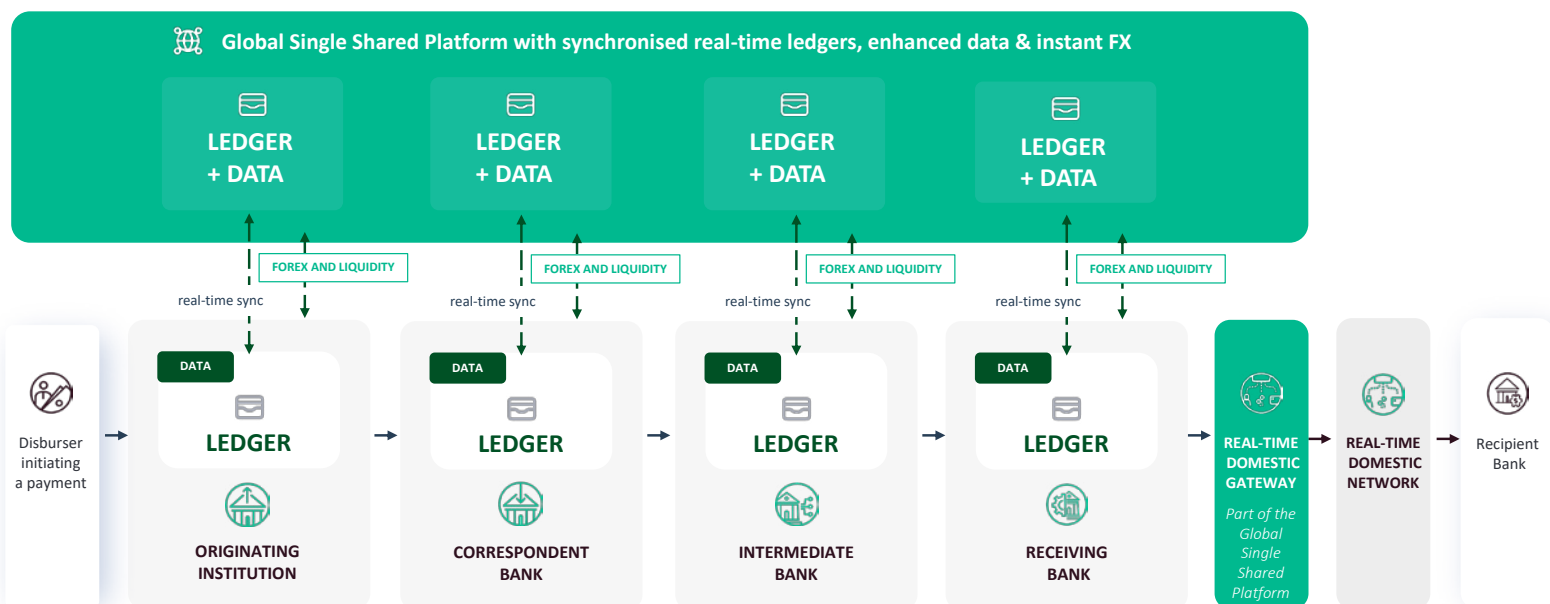 Global Single Shared Platform with synchronised real-time ledgers, enhanced data & instant FX
LEDGER
+ DATA
LEDGER
+ DATA
LEDGER
+ DATA
LEDGER
+ DATA
FOREX AND LIQUIDITY
FOREX AND LIQUIDITY
FOREX AND LIQUIDITY
FOREX AND LIQUIDITY
real-time sync
real-time sync
real-time sync
real-time sync
Disburser
initiating
a payment
DATA
LEDGER
ORIGINATING
INSTITUTION
DATA
LEDGER
CORRESPONDENT
BANK
DATA
LEDGER
INTERMEDIATE
BANK
DATA
LEDGER
RECEIVING
BANK
REAL-TIME
DOMESTIC
GATEWAY
Part of the
Global
Single
Shared
Platform
REAL-TIME
DOMESTIC
NETWORK
Recipient
Bank